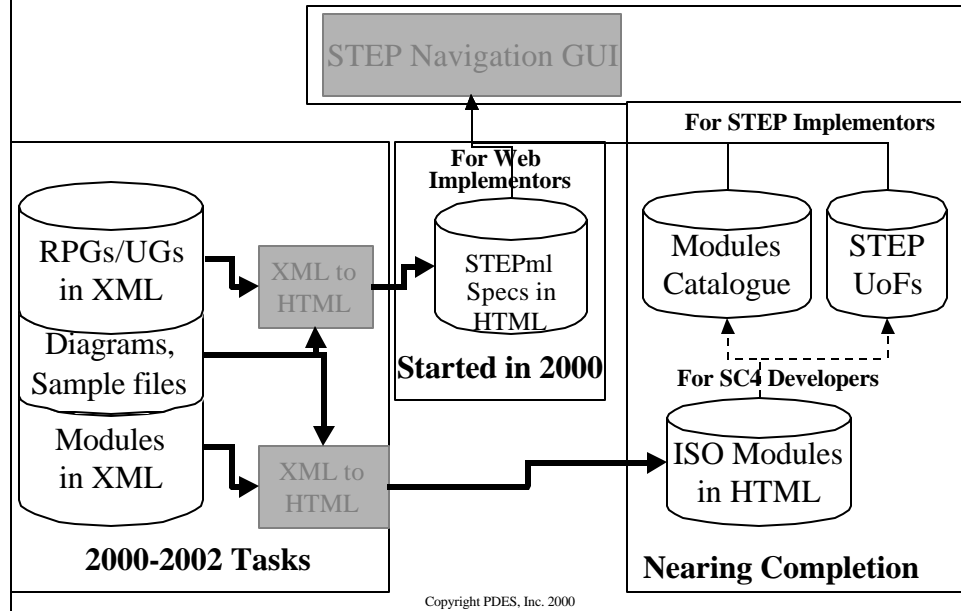 STEP Navigation GUI
For STEP Implementors
For Web
Implementors
RPGs/UGs
in XML
XML to
HTML
STEPml
Specs in
HTML
Modules
Catalogue
STEP
UoFs
Diagrams,
Sample files
Started in 2000
For SC4 Developers
Modules
in XML
XML to
HTML
ISO Modules
in HTML
2000-2002 Tasks
Nearing Completion
Copyright PDES, Inc. 2000